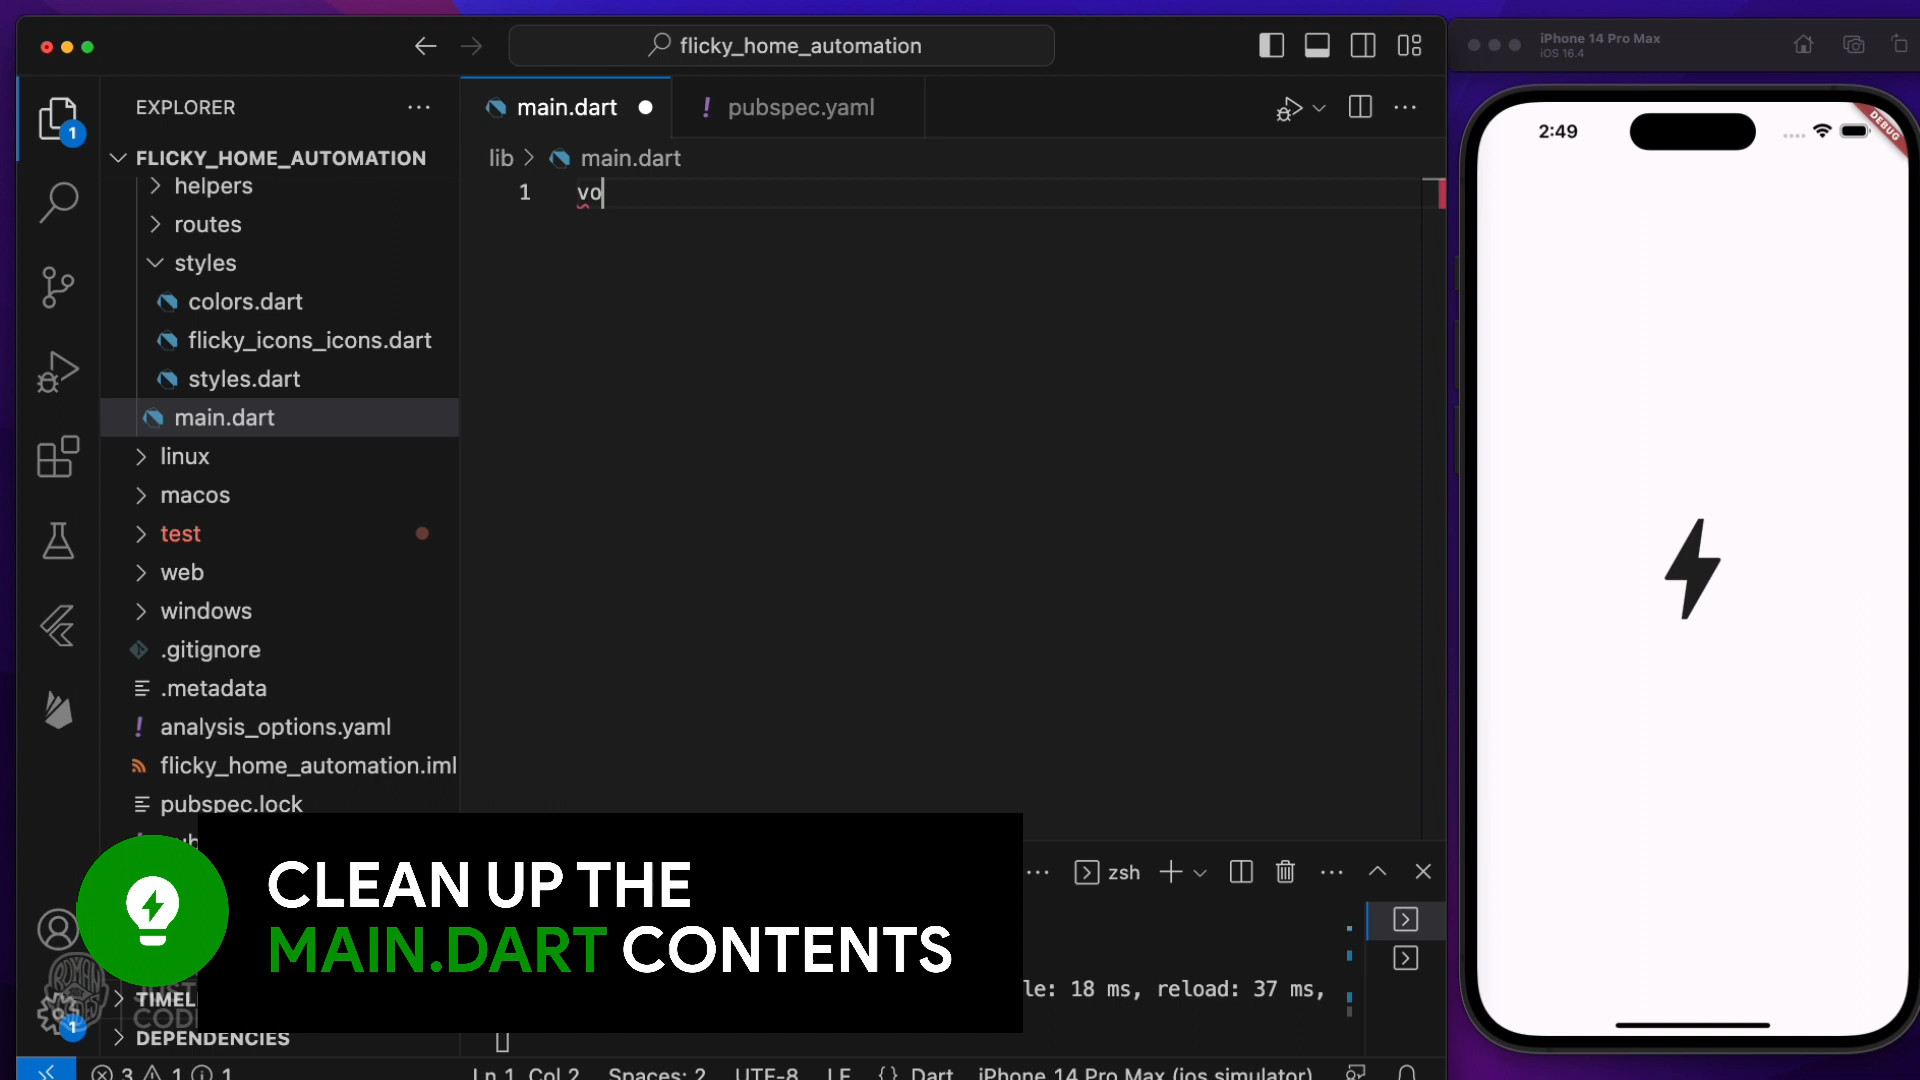 flicky_home_automation
iPhone 14 Pro Max
iOS 16.4
EXPLORER
main.dart
pubspec.yaml
2:49
DEBUG
1
FLICKY_HOME_AUTOMATION
lib > main.dart
helpers
1 vo
routes
styles
colors.dart
flicky_icons_icons.dart
styles.dart
main.dart
linux
macos
test
web
windows
.gitignore
.metadata
analysis_options.yaml
flicky_home_automation.iml
pubspec.lock
zsh
CLEAN UP THE
MAIN.DART CONTENTS
le: 18 ms, reload: 37 ms,
TIMEL
1
DEPENDENCIES
3 1 1
Ln 1, Col 2 Spaces: 2 UTF-8 LF {} Dart iPhone 14 Pro Max (ios simulator)